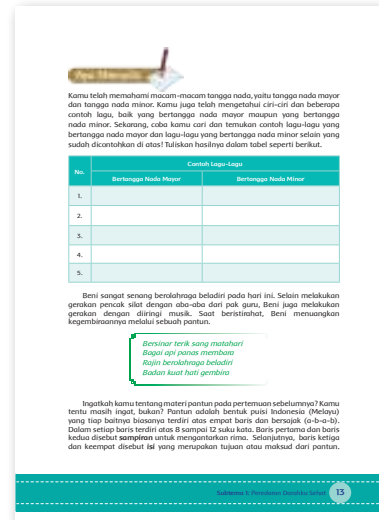 Ayo Menulis
Kamu telah memahami macam-macam tangga nada, yaitu tangga nada mayor
dan tangga nada minor. Kamu juga telah mengetahui ciri-ciri dan beberapa
contoh lagu, baik yang bertangga nada mayor maupun yang bertangga
nada minor. Sekarang, coba kamu cari dan temukan contoh lagu-lagu yang
bertangga nada mayor dan lagu-lagu yang bertangga nada minor selain yang
sudah dicontohkan di atas! Tuliskan hasilnya dalam tabel seperti berikut.
No.
Contoh Lagu-Lagu
Bertangga Nada Mayor Bertangga Nada Minor
1.
2.
3.
4.
5.
Beni sangat senang berolahraga beladiri pada hari ini. Selain melakukan
gerakan pencak silat dengan aba-aba dari pak guru, Beni juga melakukan
gerakan dengan diiringi musik. Saat beristirahat, Beni menuangkan
kegembiraannya melalui sebuah pantun.
Bersinar terik sang matahari
Bagai api panas membara
Rajin berolahraga beladiri
Badan kuat hati gembira
Ingatkah kamu tentang materi pantun pada pertemuan sebelumnya? Kamu
tentu masih ingat, bukan? Pantun adalah bentuk puisi Indonesia (Melayu)
yang tiap baitnya biasanya terdiri atas empat baris dan bersajak (a-b-a-b).
Dalam setiap baris terdiri atas 8 sampai 12 suku kata. Baris pertama dan baris
kedua disebut sampiran untuk mengantarkan rima. Selanjutnya, baris ketiga
dan keempat disebut isi yang merupakan tujuan atau maksud dari pantun.
Subtema 1: Peredaran Darahku Sehat 13